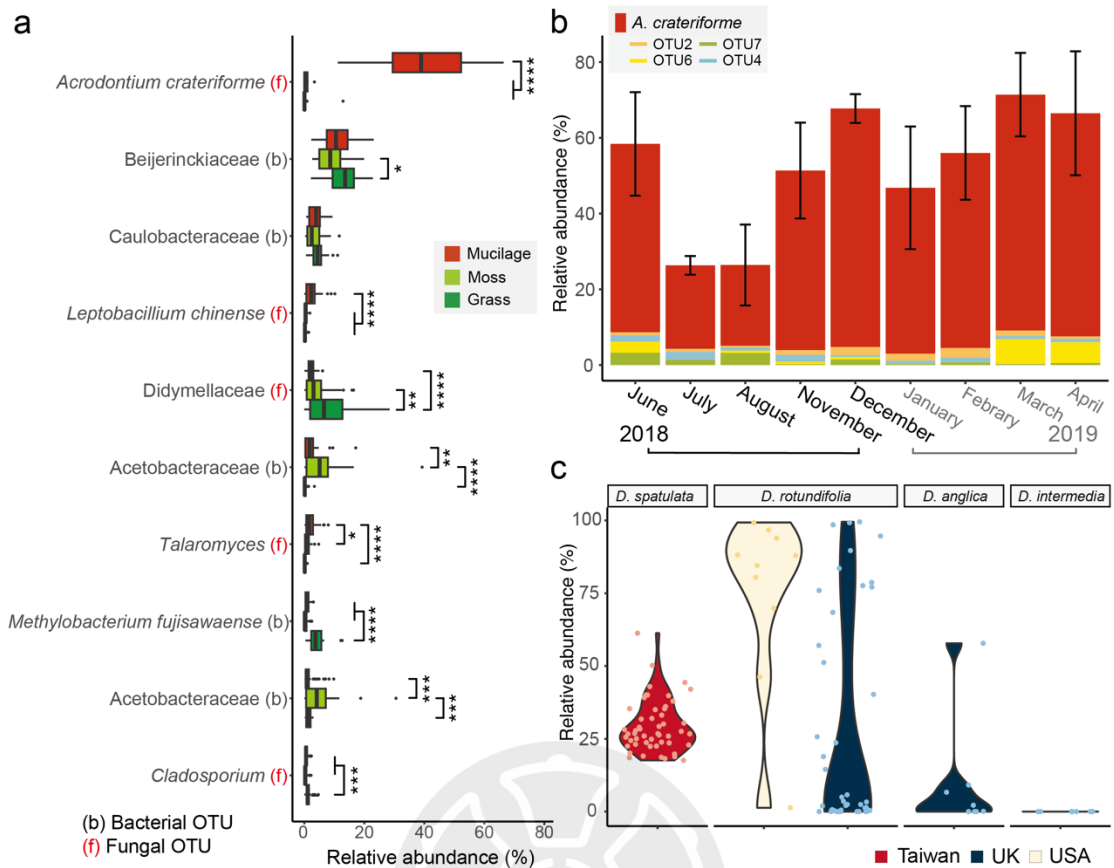 a
Acrodontium crateriforme (f)
Beijerinckiaceae (b)
Caulobacteraceae (b)
Leptobacillium chinense (f)
Didymellaceae (f)
Acetobacteraceae (b)
Talaromyces (f)
Methylobacterium fujisawaense (b)
Acetobacteraceae (b)
Cladosporium (f)
(b) Bacterial OTU
(f) Fungal OTU
****
*
****
**
****
**
****
*
****
****
***
***
***
Mucilage
Moss
Grass
0 20 40 60 80
Relative abundance (%)
b
A. crateriforme
OTU2 OTU7
OTU6 OTU4
Relative abundance (%)
80
60
40
20
0
June July August November December January Febrary March April
2018 2019
c
D. spatulata D. rotundifolia D. anglica D. intermedia
Relative abundance (%)
100
75
50
25
0
Taiwan UK USA